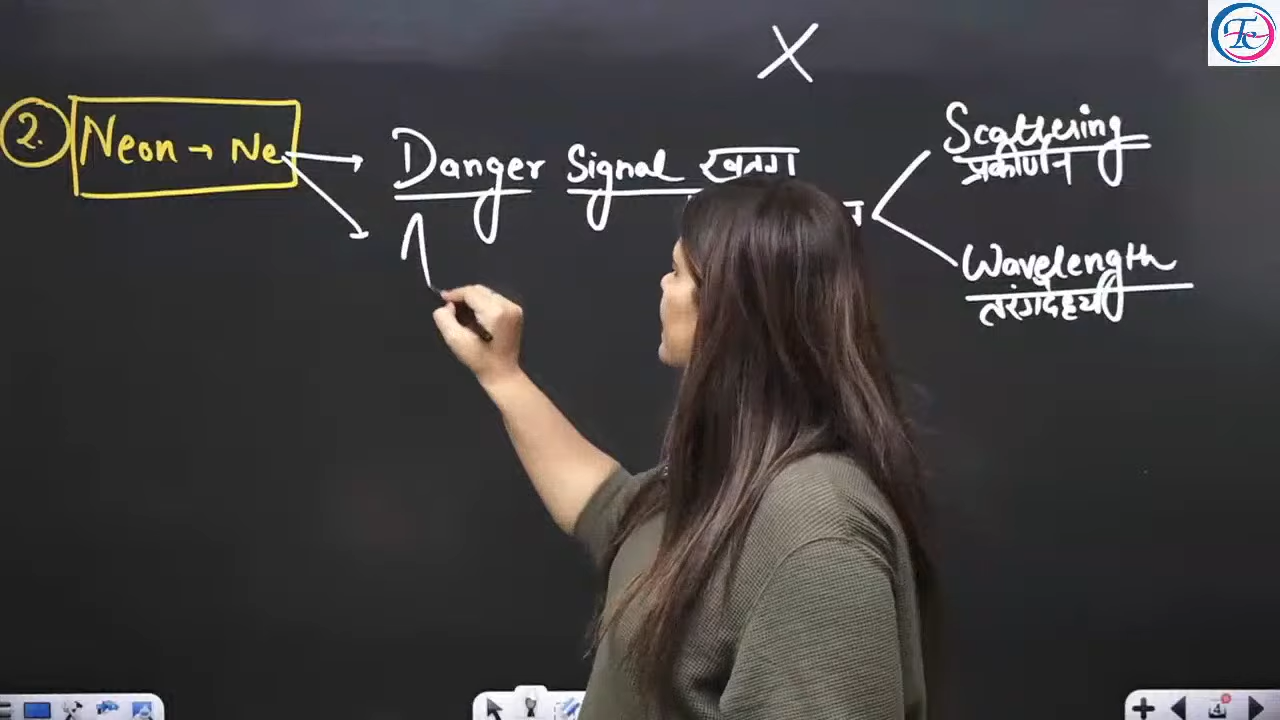 X
2. Neon → Ne
Danger Signal खतरा
Scattering
प्रकीर्णन
Wavelength
तरंगदैर्ध्य